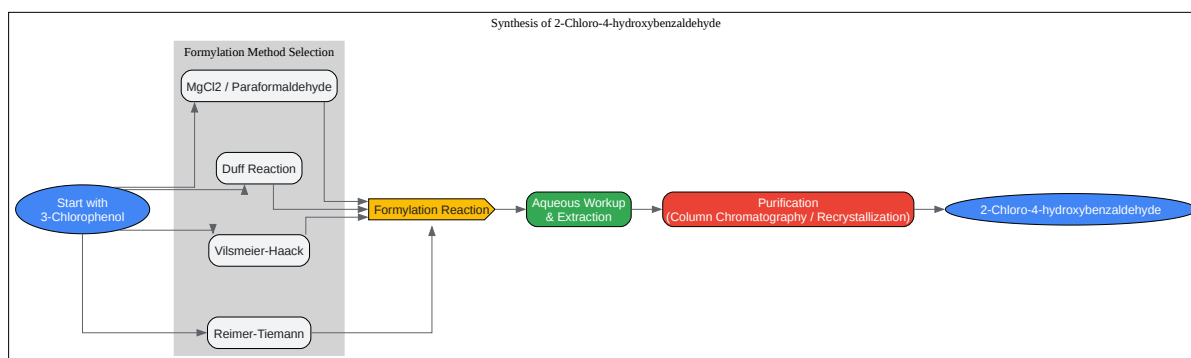 Synthesis of 2-Chloro-4-hydroxybenzaldehyde
Formylation Method Selection
MgCl2 / Paraformaldehyde
Duff Reaction
Start with
3-Chlorophenol
Formylation Reaction
Aqueous Workup
& Extraction
Purification
(Column Chromatography / Recrystallization)
2-Chloro-4-hydroxybenzaldehyde
Vilsmeier-Haack
Reimer-Tiemann